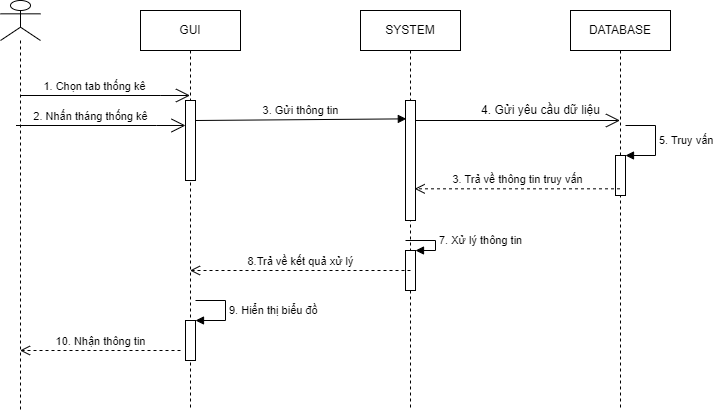 GUI
SYSTEM
DATABASE
1. Chọn tab thống kê
2. Nhấn tháng thống kê
3. Gửi thông tin
4. Gửi yêu cầu dữ liệu
5. Truy vấn
3. Trả về thông tin truy vấn
7. Xử lý thông tin
8.Trả về kết quả xử lý
9. Hiển thị biểu đồ
10. Nhận thông tin